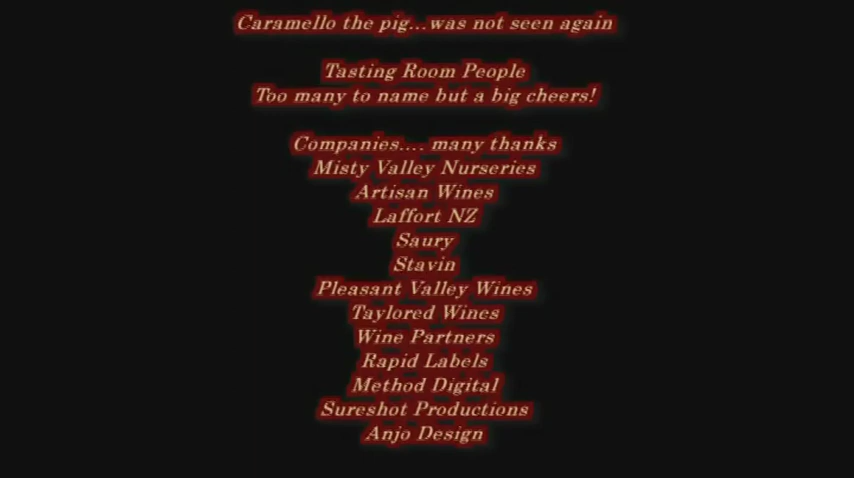 Caramello the pig...was not seen again
Tasting Room People
Too many to name but a big cheers!
Companies.... many thanks
Misty Valley Nurseries
Artisan Wines
Laffort NZ
Saury
Stavin
Pleasant Valley Wines
Taylored Wines
Wine Partners
Rapid Labels
Method Digital
Sureshot Productions
Anjo Design